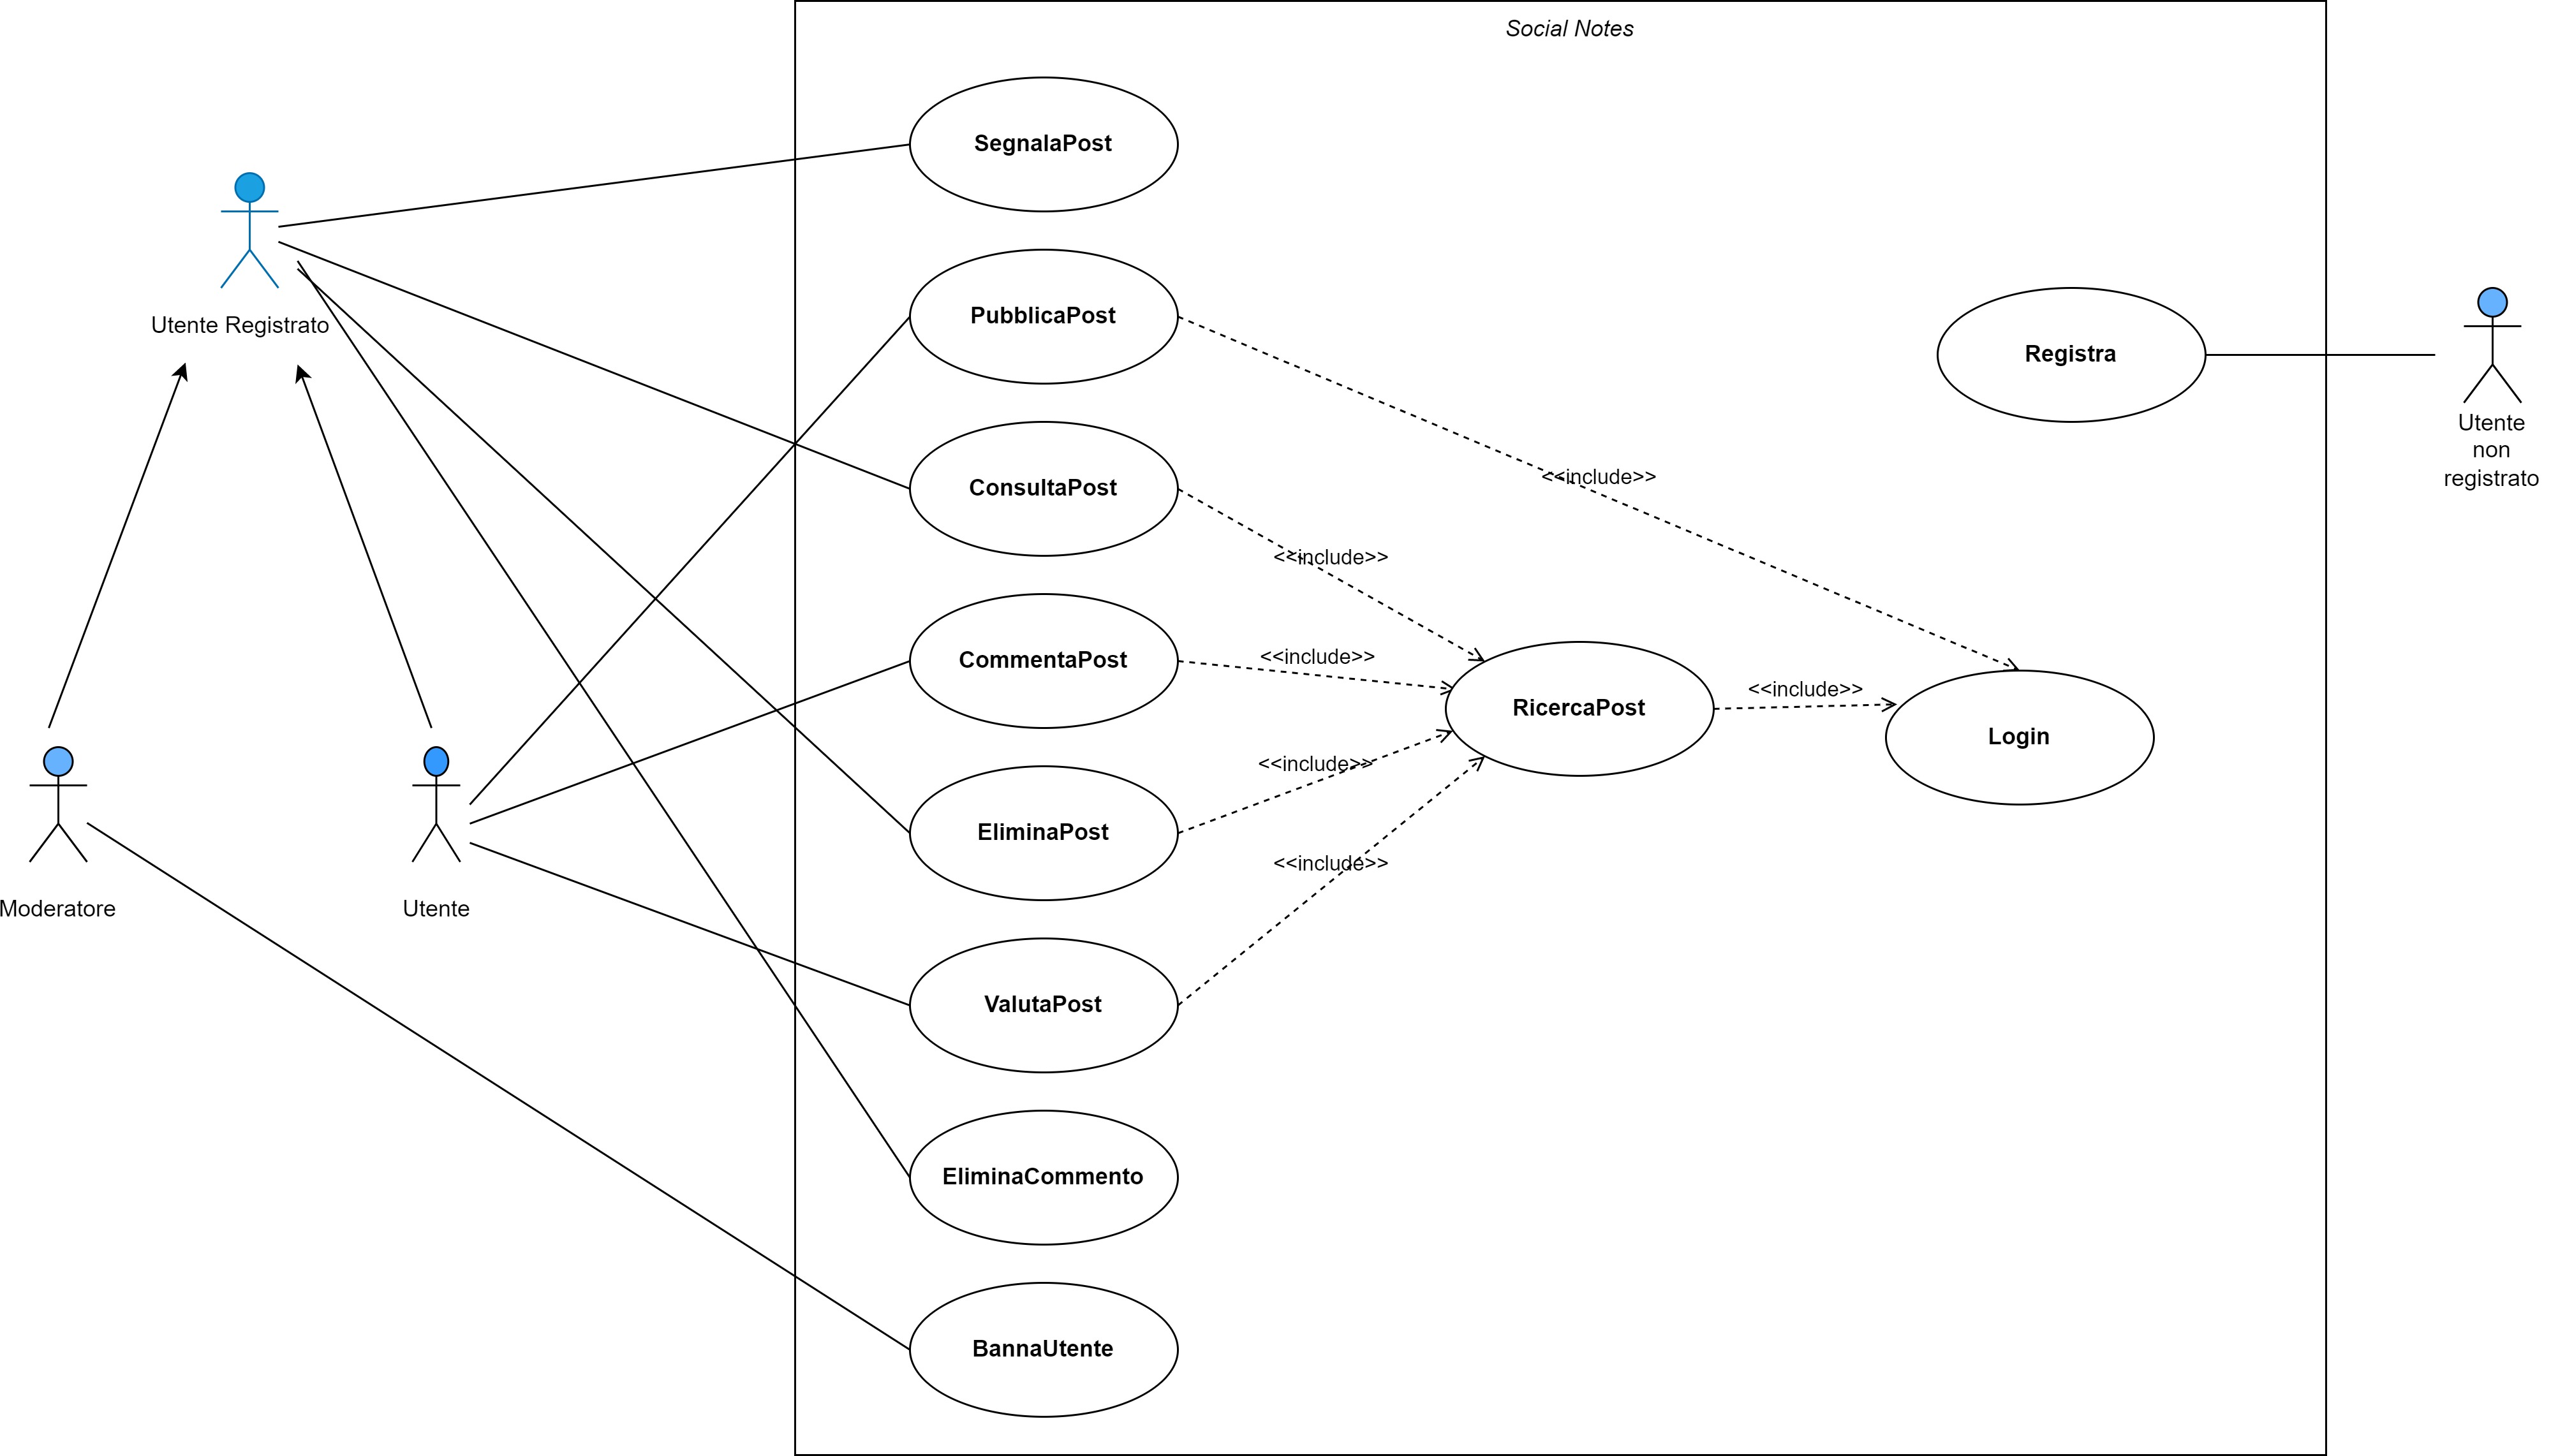 Social Notes
SegnalaPost
Utente Registrato
PubblicaPost
Registra
Utente
non
registrato
ConsultaPost
<<include>>
<<include>>
CommentaPost
<<include>>
RicercaPost
<<include>>
Login
<<include>>
EliminaPost
<<include>>
Moderatore
Utente
ValutaPost
EliminaCommento
BannaUtente